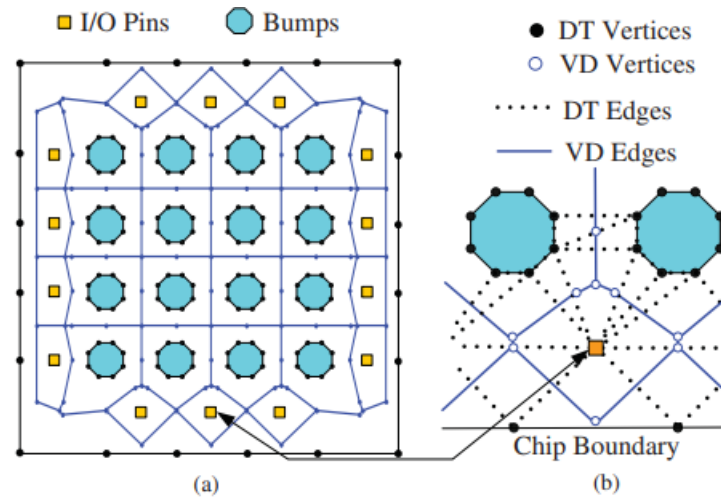 I/O Pins
Bumps
DT Vertices
VD Vertices
DT Edges
VD Edges
Chip Boundary
(a)
(b)